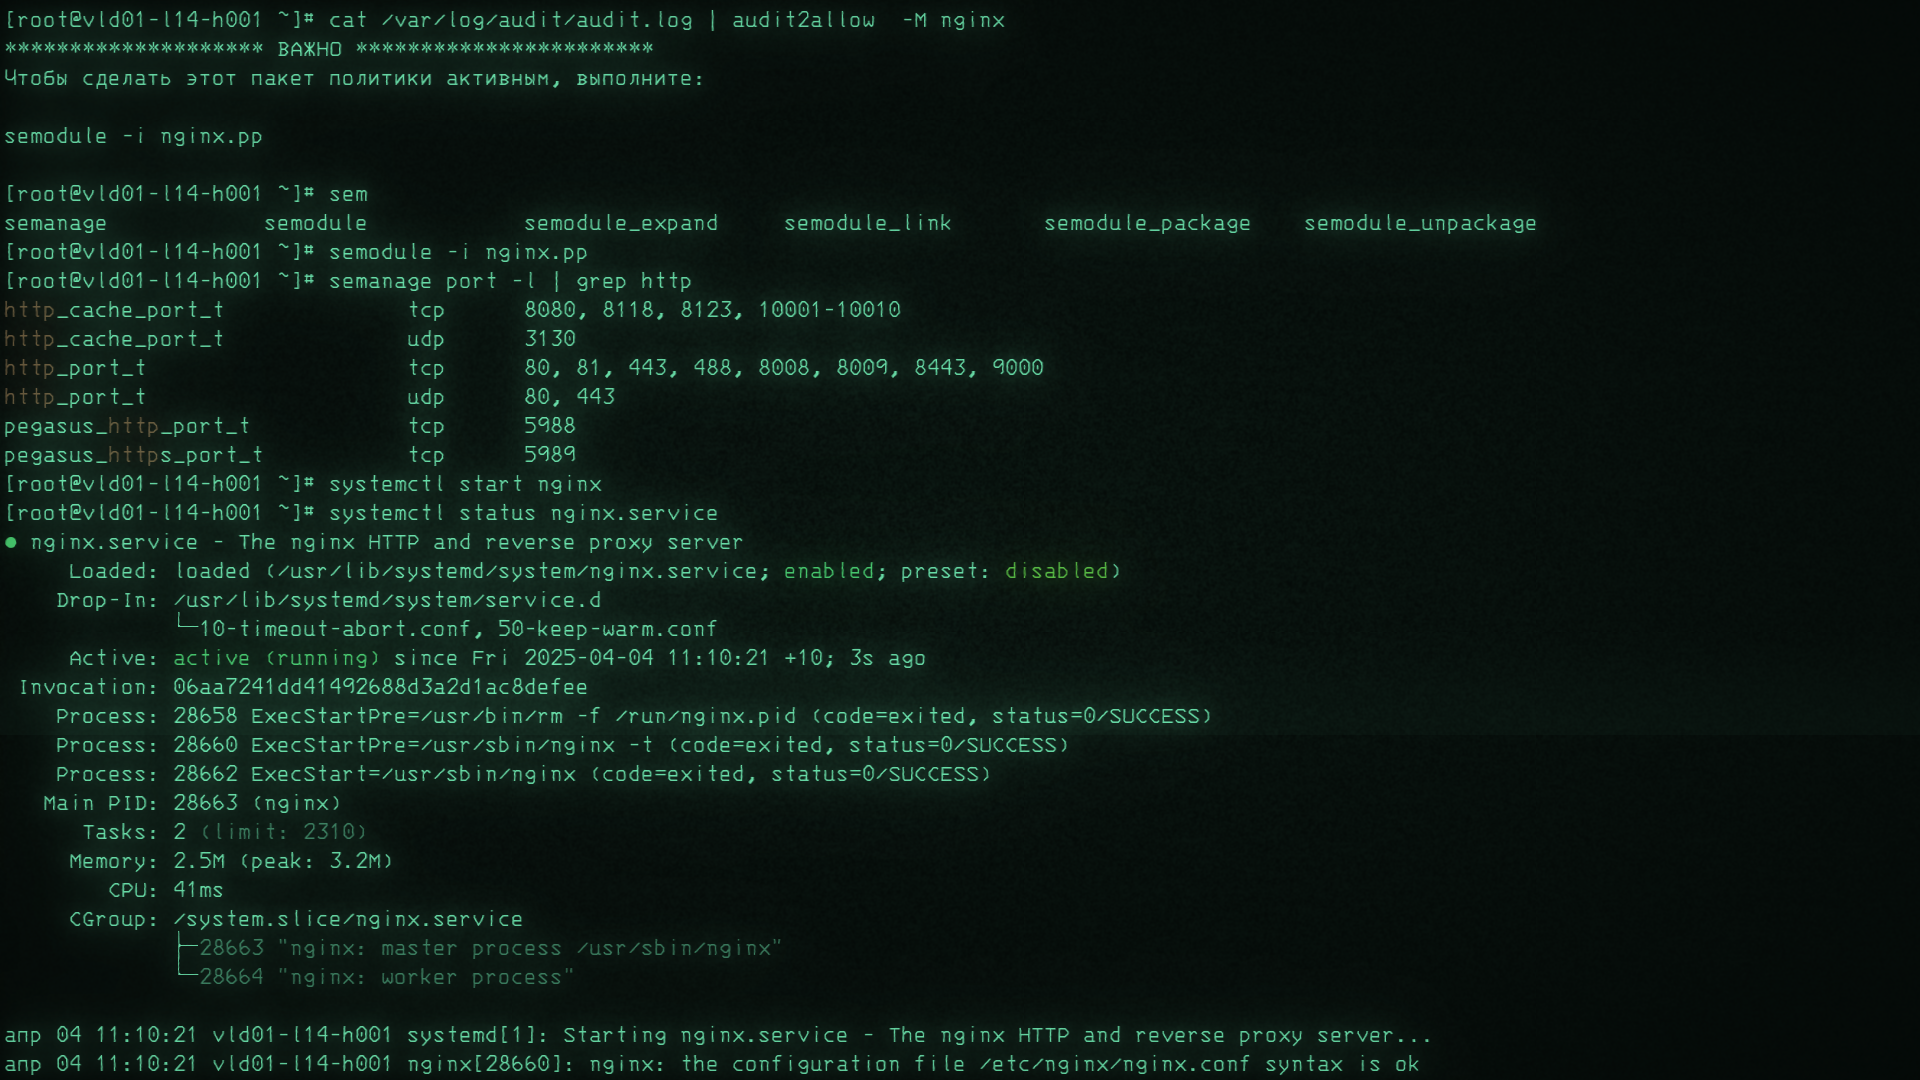 [root@vld01-l14-h001 ~]# cat /var/log/audit/audit.log | audit2allow  -M nginx
******************** ВАЖНО ***********************
Чтобы сделать этот пакет политики активным, выполните:
semodule -i nginx.pp
[root@vld01-l14-h001 ~]# sem
semanage            semodule            semodule_expand     semodule_link       semodule_package    semodule_unpackage
[root@vld01-l14-h001 ~]# semodule -i nginx.pp
[root@vld01-l14-h001 ~]# semanage port -l | grep http
http_cache_port_t              tcp      8080, 8118, 8123, 10001-10010
http_cache_port_t              udp      3130
http_port_t                    tcp      80, 81, 443, 488, 8008, 8009, 8443, 9000
http_port_t                    udp      80, 443
pegasus_http_port_t            tcp      5988
pegasus_https_port_t           tcp      5989
[root@vld01-l14-h001 ~]# systemctl start nginx
[root@vld01-l14-h001 ~]# systemctl status nginx.service
● nginx.service - The nginx HTTP and reverse proxy server
     Loaded: loaded (/usr/lib/systemd/system/nginx.service; enabled; preset: disabled)
    Drop-In: /usr/lib/systemd/system/service.d
             └─10-timeout-abort.conf, 50-keep-warm.conf
     Active: active (running) since Fri 2025-04-04 11:10:21 +10; 3s ago
 Invocation: 06aa7241dd41492688d3a2d1ac8defee
    Process: 28658 ExecStartPre=/usr/bin/rm -f /run/nginx.pid (code=exited, status=0/SUCCESS)
    Process: 28660 ExecStartPre=/usr/sbin/nginx -t (code=exited, status=0/SUCCESS)
    Process: 28662 ExecStart=/usr/sbin/nginx (code=exited, status=0/SUCCESS)
   Main PID: 28663 (nginx)
      Tasks: 2 (limit: 2310)
     Memory: 2.5M (peak: 3.2M)
        CPU: 41ms
     CGroup: /system.slice/nginx.service
             ├─28663 "nginx: master process /usr/sbin/nginx"
             └─28664 "nginx: worker process"
апр 04 11:10:21 vld01-l14-h001 systemd[1]: Starting nginx.service - The nginx HTTP and reverse proxy server...
апр 04 11:10:21 vld01-l14-h001 nginx[28660]: nginx: the configuration file /etc/nginx/nginx.conf syntax is ok